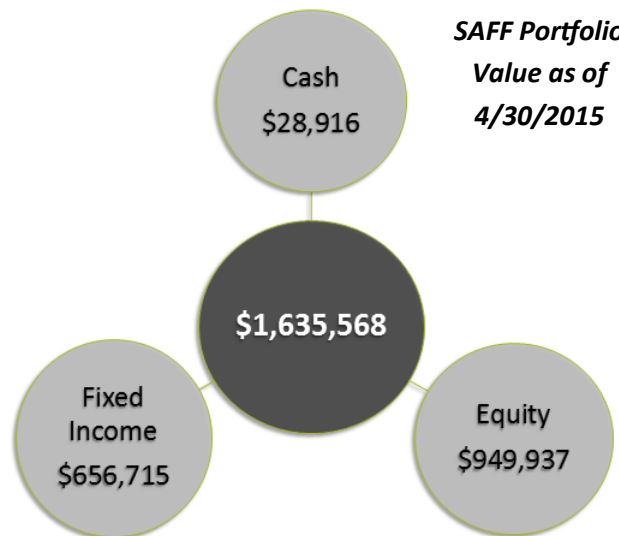 SAFF Portfolio
Value as of
4/30/2015
Cash
$28,916
$1,635,568
Fixed
Income
$656,715
Equity
$949,937